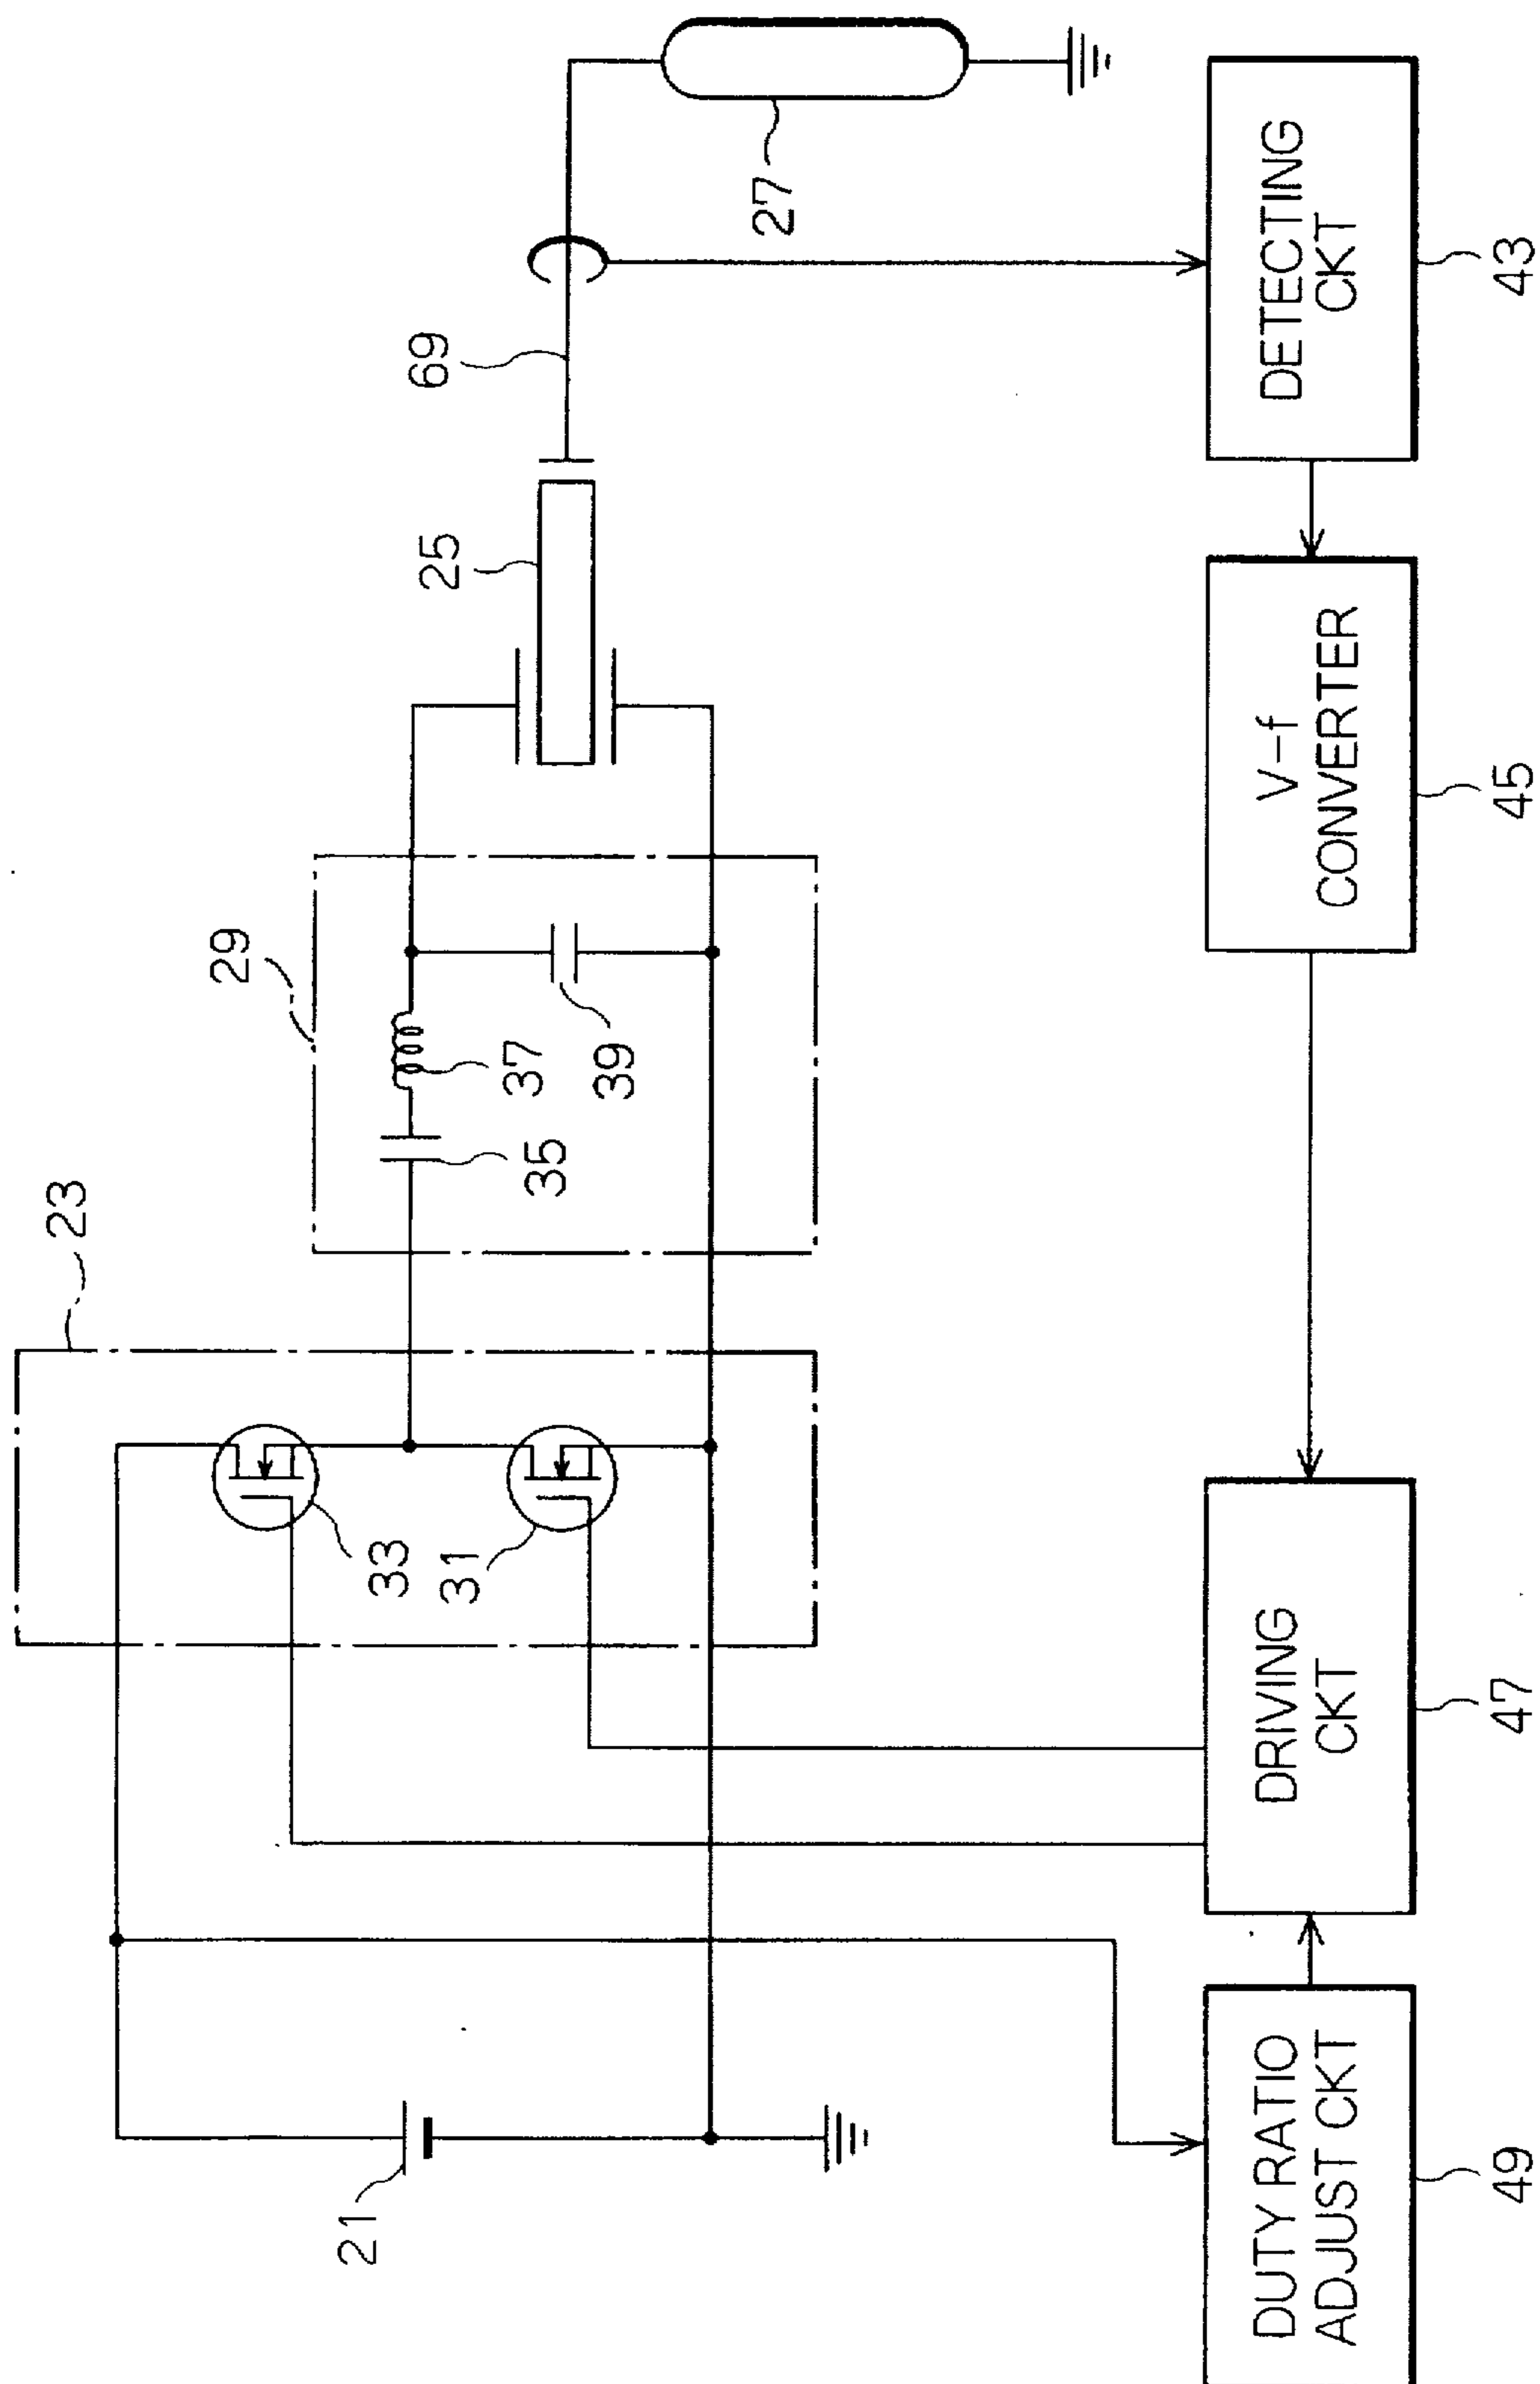 23
29
25
69
27
33
31
35
37
39
21
DUTY RATIO
ADJUST CKT
49
DRIVING
CKT
47
V-f
CONVERTER
45
DETECTING
CKT
43